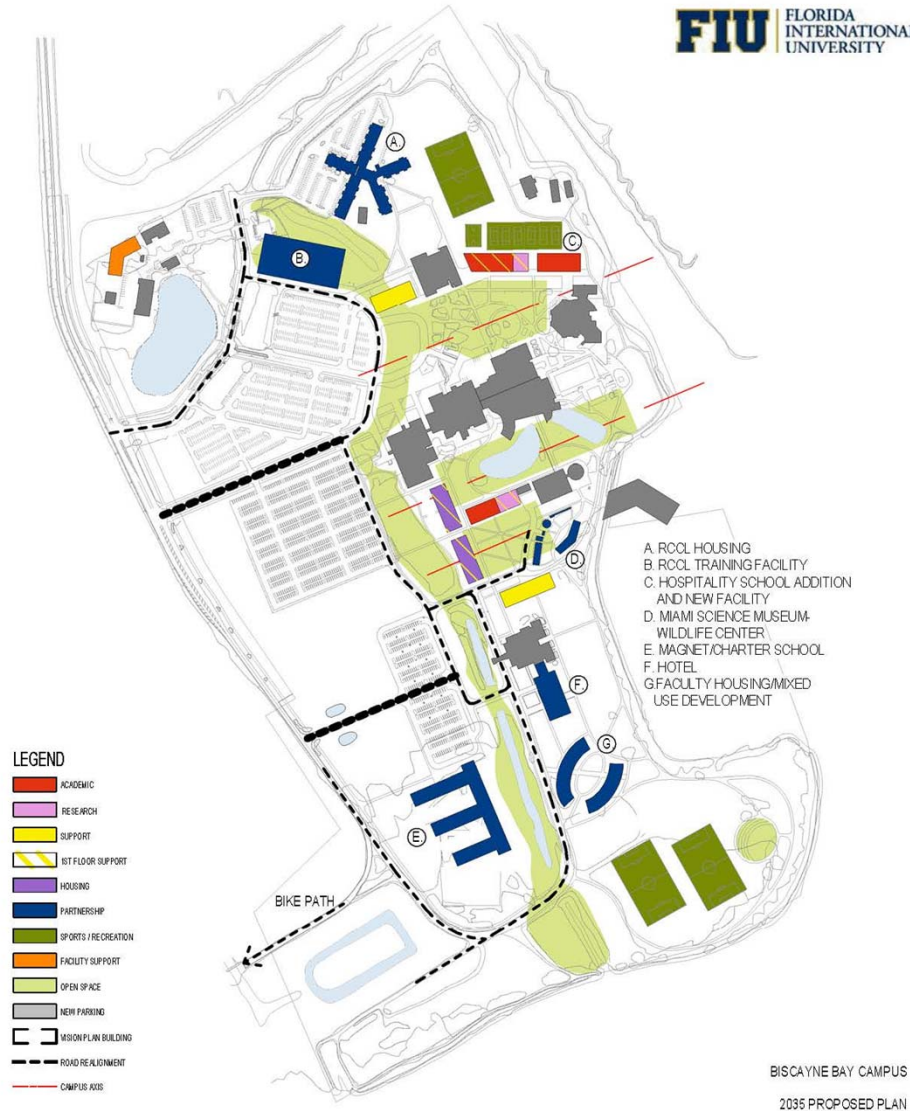 FIU
FLORIDA
INTERNATIONAL
UNIVERSITY
A.
B.
C.
D.
A. RCCL HOUSING
B. RCCL TRAINING FACILITY
C. HOSPITALITY SCHOOL ADDITION
AND NEW FACILITY
D. MIAMI SCIENCE MUSEUM-
WILDLIFE CENTER
E. MAGNET/CHARTER SCHOOL
F. HOTEL
G.FACULTY HOUSING/MIXED
USE DEVELOPMENT
F.
G
E.
BIKE PATH
LEGEND
ACADEMIC
RESEARCH
SUPPORT
1ST FLOOR SUPPORT
HOUSING
PARTNERSHIP
SPORTS / RECREATION
FACILITY SUPPORT
OPEN SPACE
NEW PARKING
VISION PLAN BUILDING
ROAD REALIGNMENT
CAMPUS AXIS
BISCAYNE BAY CAMPUS
2035 PROPOSED PLAN